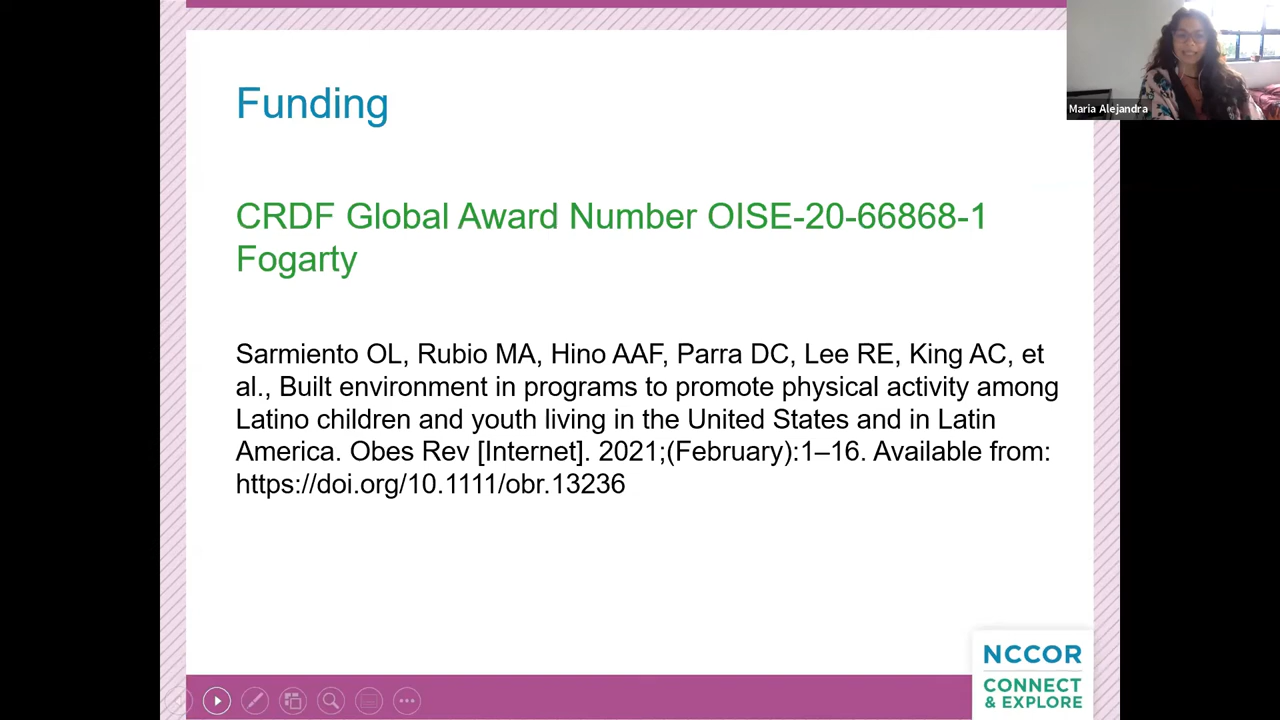 Maria Alejandra
Funding
CRDF Global Award Number OISE-20-66868-1
Fogarty
Sarmiento OL, Rubio MA, Hino AAF, Parra DC, Lee RE, King AC, et
al., Built environment in programs to promote physical activity among
Latino children and youth living in the United States and in Latin
America. Obes Rev [Internet]. 2021;(February):1–16. Available from:
https://doi.org/10.1111/obr.13236
NCCOR
CONNECT
& EXPLORE